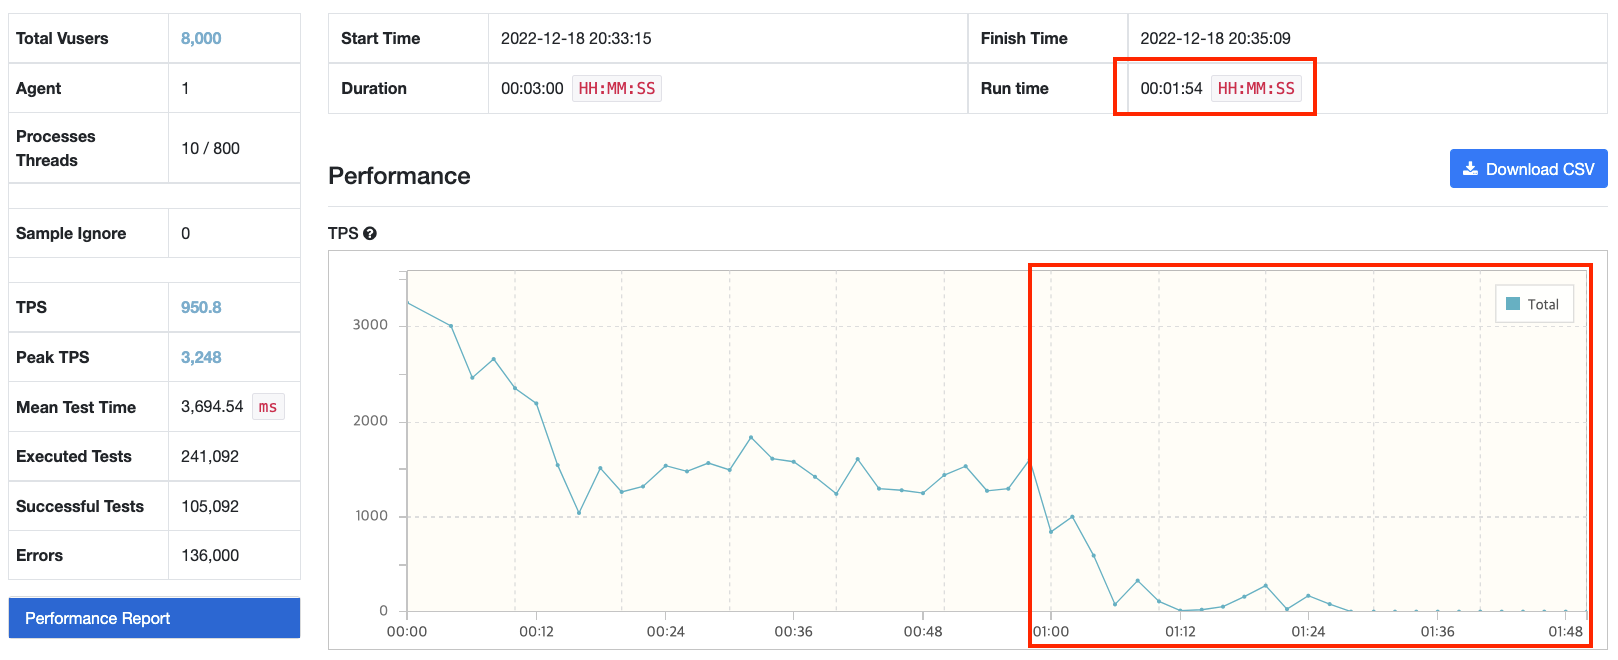 Total Vusers 8,000
Agent 1
Processes
Threads 10 / 800
Sample Ignore 0
TPS 950.8
Peak TPS 3,248
Mean Test Time 3,694.54 ms
Executed Tests 241,092
Successful Tests 105,092
Errors 136,000
Performance Report
Start Time 2022-12-18 20:33:15 Finish Time 2022-12-18 20:35:09
Duration 00:03:00 HH:MM:SS Run time 00:01:54 HH:MM:SS
Performance
Download CSV
TPS
Total
3000
2000
1000
0
00:00 00:12 00:24 00:36 00:48 01:00 01:12 01:24 01:36 01:48